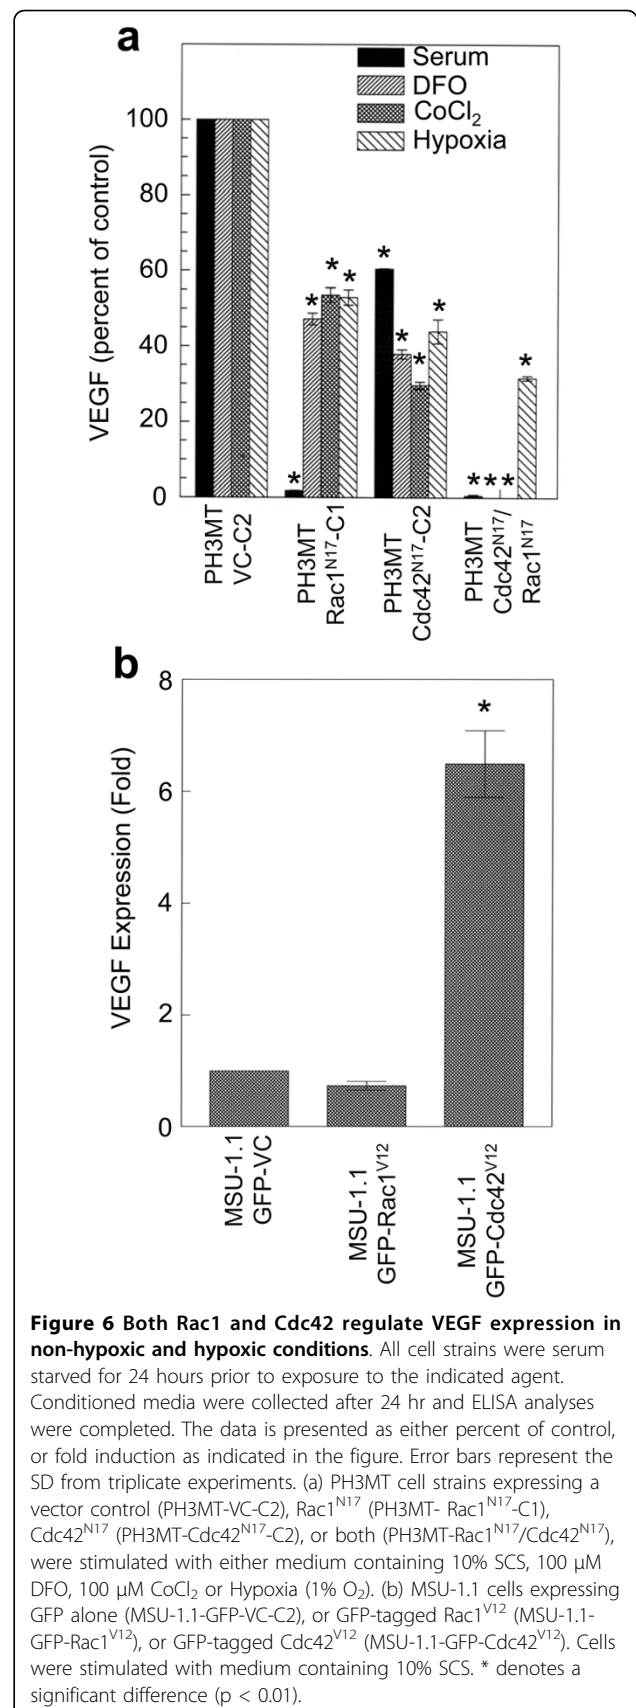 a
Serum
DFO
CoCl₂
Hypoxia
VEGF (percent of control)
100
80
60
40
20
0
*
*
*
*
*
*
*
*
* * * *
*
PH3MT
VC-C2
PH3MT
Rac1ᴺ¹⁷-C1
PH3MT
Cdc42ᴺ¹⁷-C2
PH3MT
Cdc42ᴺ¹⁷/
Rac1ᴺ¹⁷
b
VEGF Expression (Fold)
8
6
4
2
0
*
MSU-1.1
GFP-VC
MSU-1.1
GFP-Rac1ⱽ¹²
MSU-1.1
GFP-Cdc42ⱽ¹²
Figure 6 Both Rac1 and Cdc42 regulate VEGF expression in
non-hypoxic and hypoxic conditions. All cell strains were serum
starved for 24 hours prior to exposure to the indicated agent.
Conditioned media were collected after 24 hr and ELISA analyses
were completed. The data is presented as either percent of control,
or fold induction as indicated in the figure. Error bars represent the
SD from triplicate experiments. (a) PH3MT cell strains expressing a
vector control (PH3MT-VC-C2), Rac1ᴺ¹⁷ (PH3MT- Rac1ᴺ¹⁷-C1),
Cdc42ᴺ¹⁷ (PH3MT-Cdc42ᴺ¹⁷-C2), or both (PH3MT-Rac1ᴺ¹⁷/Cdc42ᴺ¹⁷),
were stimulated with either medium containing 10% SCS, 100 μM
DFO, 100 μM CoCl₂ or Hypoxia (1% O₂). (b) MSU-1.1 cells expressing
GFP alone (MSU-1.1-GFP-VC-C2), or GFP-tagged Rac1ⱽ¹² (MSU-1.1-
GFP-Rac1ⱽ¹²), or GFP-tagged Cdc42ⱽ¹² (MSU-1.1-GFP-Cdc42ⱽ¹²). Cells
were stimulated with medium containing 10% SCS. * denotes a
significant difference (p < 0.01).